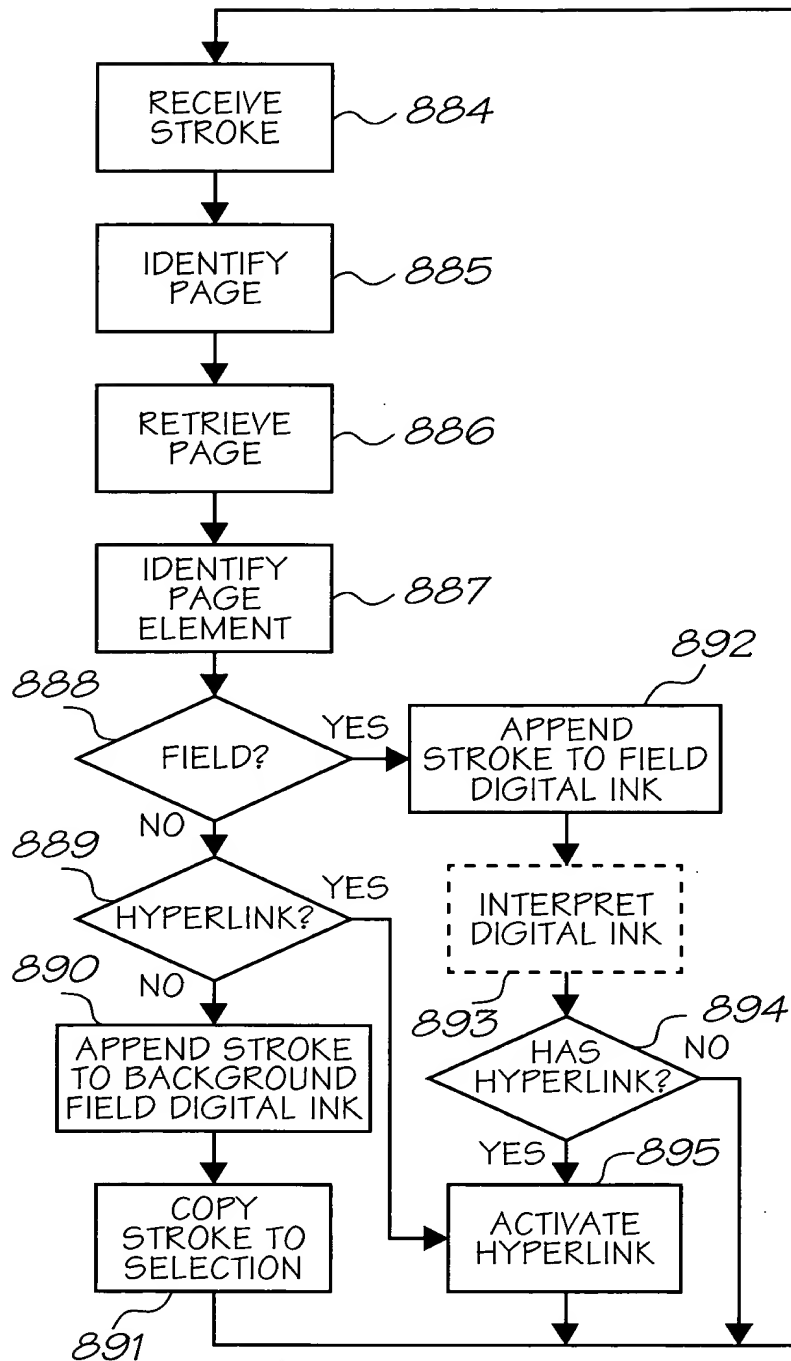 RECEIVE
STROKE
884
IDENTIFY
PAGE
885
RETRIEVE
PAGE
886
IDENTIFY
PAGE
ELEMENT
887
888
FIELD?
YES
NO
892
APPEND
STROKE TO FIELD
DIGITAL INK
889
HYPERLINK?
YES
NO
INTERPRET
DIGITAL INK
893
890
APPEND STROKE
TO BACKGROUND
FIELD DIGITAL INK
894
HAS
HYPERLINK?
NO
YES
COPY
STROKE TO
SELECTION
891
895
ACTIVATE
HYPERLINK